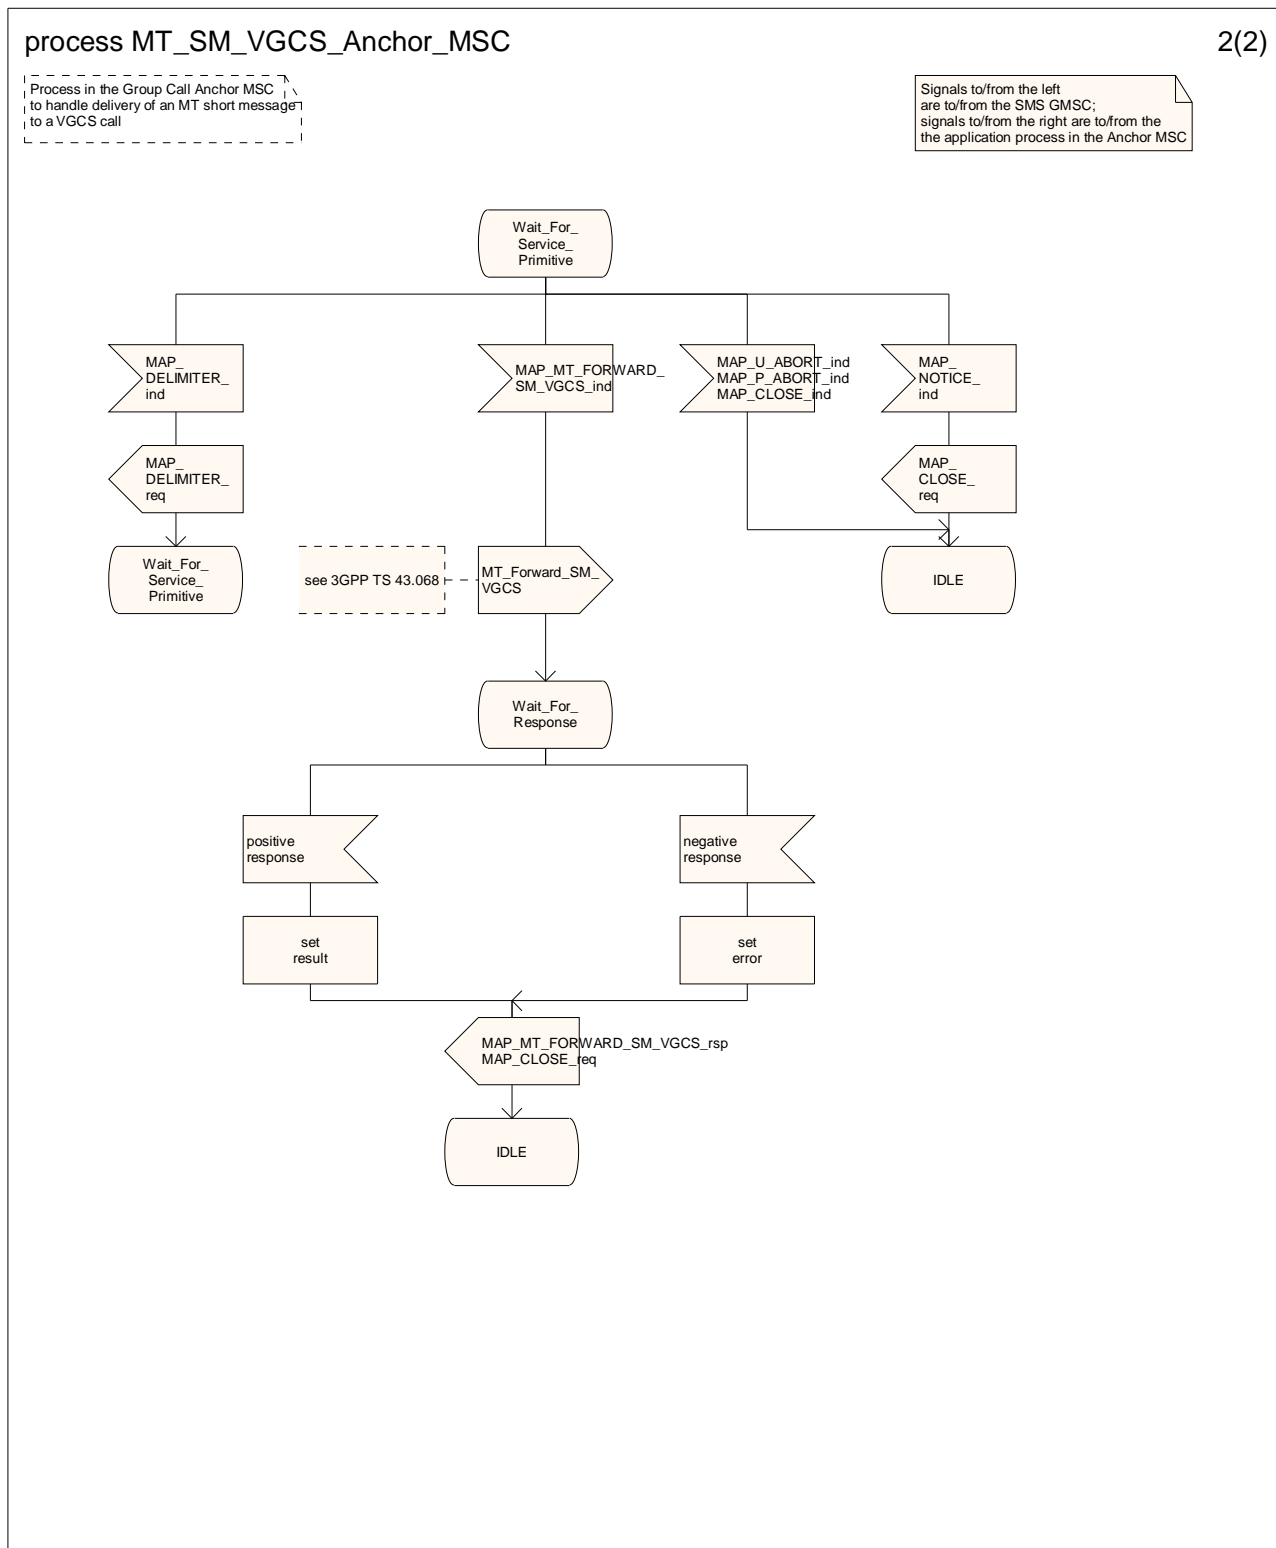 process MT_SM_VGCS_Anchor_MSC
2(2)
Process in the Group Call Anchor MSC
to handle delivery of an MT short message
to a VGCS call
Signals to/from the left
are to/from the SMS GMSC;
signals to/from the right are to/from the
the application process in the Anchor MSC
Wait_For_
Service_
Primitive
MAP_
DELIMITER_
ind
MAP_MT_FORWARD_
SM_VGCS_ind
MAP_U_ABORT_ind
MAP_P_ABORT_ind
MAP_CLOSE_ind
MAP_
NOTICE_
ind
MAP_
DELIMITER_
req
MAP_
CLOSE_
req
Wait_For_
Service_
Primitive
see 3GPP TS 43.068
MT_Forward_SM_
VGCS
IDLE
Wait_For_
Response
positive
response
negative
response
set
result
set
error
MAP_MT_FORWARD_SM_VGCS_rsp
MAP_CLOSE_req
IDLE